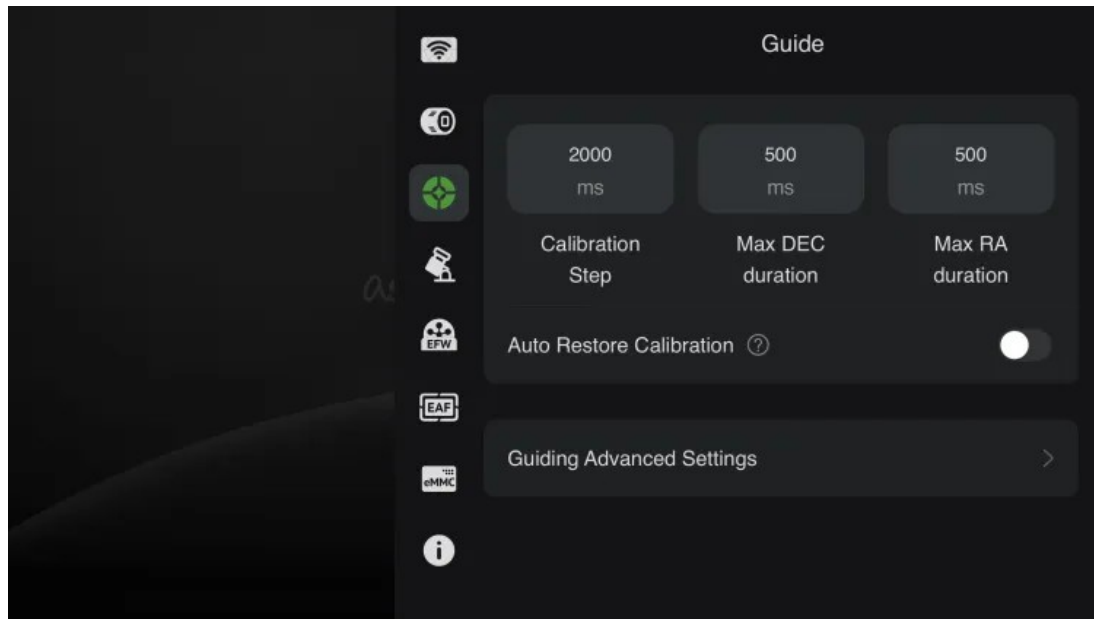 Guide
2000
ms
500
ms
500
ms
Calibration
Step
Max DEC
duration
Max RA
duration
Auto Restore Calibration ?
EFW
EAF
Guiding Advanced Settings
eMMC
i